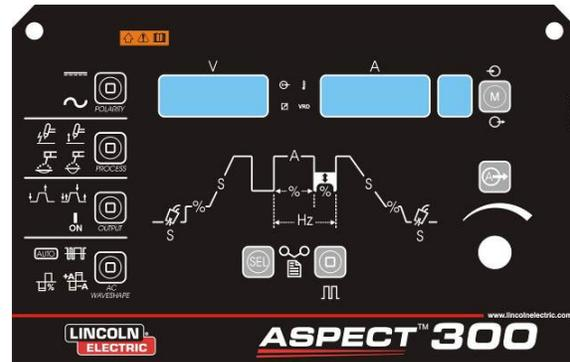 V A
VRD
POLARITY
M
PROCESS
A
A
S % % % S
% S
S Hz S
ON OUTPUT
AUTO
% +A -A
AC
WAVESHAPE
SEL
www.lincolnelectric.com
LINCOLN
ELECTRIC
ASPECT™ 300